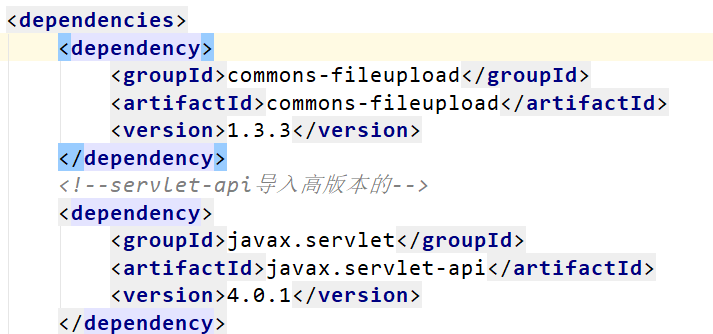 <dependencies>
<dependency>
<groupId>commons-fileupload</groupId>
<artifactId>commons-fileupload</artifactId>
<version>1.3.3</version>
</dependency>
<!--servlet-api导入高版本的-->
<dependency>
<groupId>javax.servlet</groupId>
<artifactId>javax.servlet-api</artifactId>
<version>4.0.1</version>
</dependency>